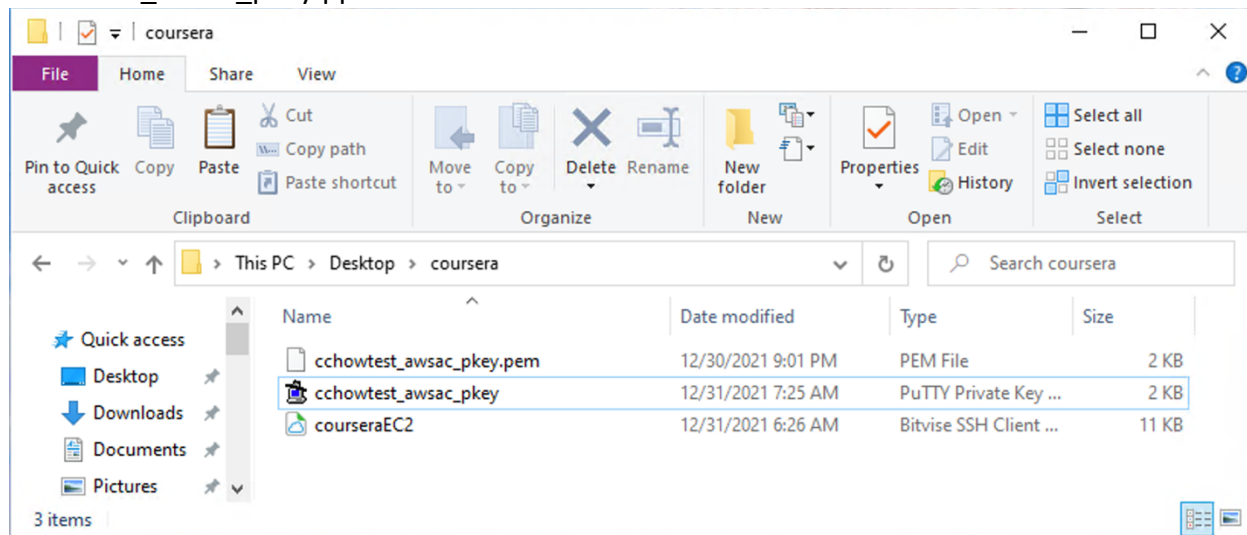 coursera
File Home Share View
Pin to Quick access
Copy
Paste
Cut
Copy path
Paste shortcut
Move to
Copy to
Delete
Rename
New folder
Properties
Open
Edit
History
Select all
Select none
Invert selection
Clipboard Organize New Open Select
This PC > Desktop > coursera
Search coursera
Name Date modified Type Size
Quick access
Desktop
Downloads
Documents
Pictures
cchowtest_awsac_pkey.pem 12/30/2021 9:01 PM PEM File 2 KB
cchowtest_awsac_pkey 12/31/2021 7:25 AM PuTTY Private Key ... 2 KB
courseraEC2 12/31/2021 6:26 AM Bitvise SSH Client ... 11 KB
3 items